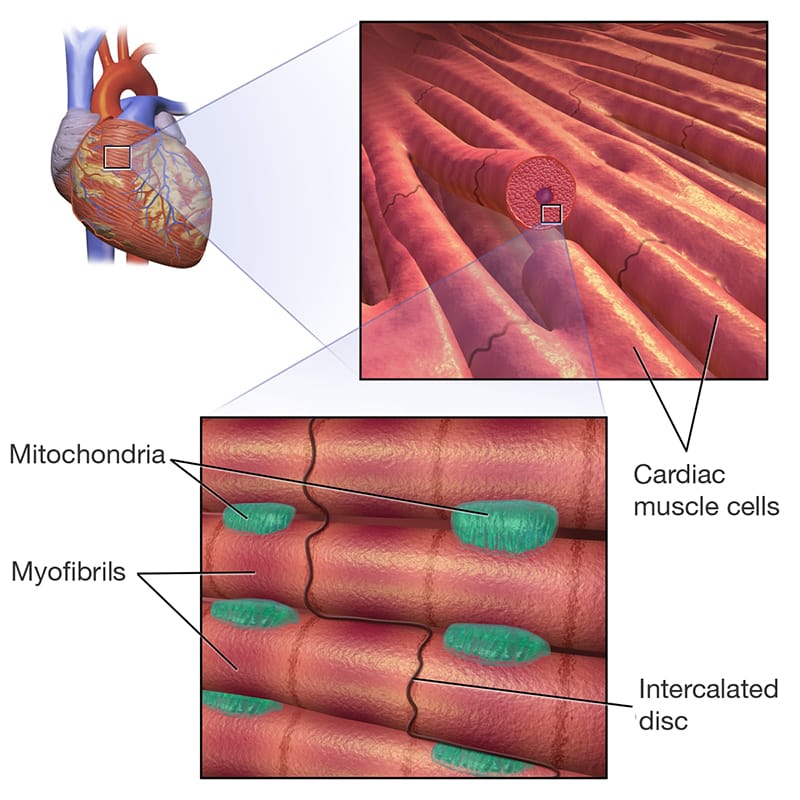 Mitochondria
Cardiac
muscle cells
Myofibrils
Intercalated
disc